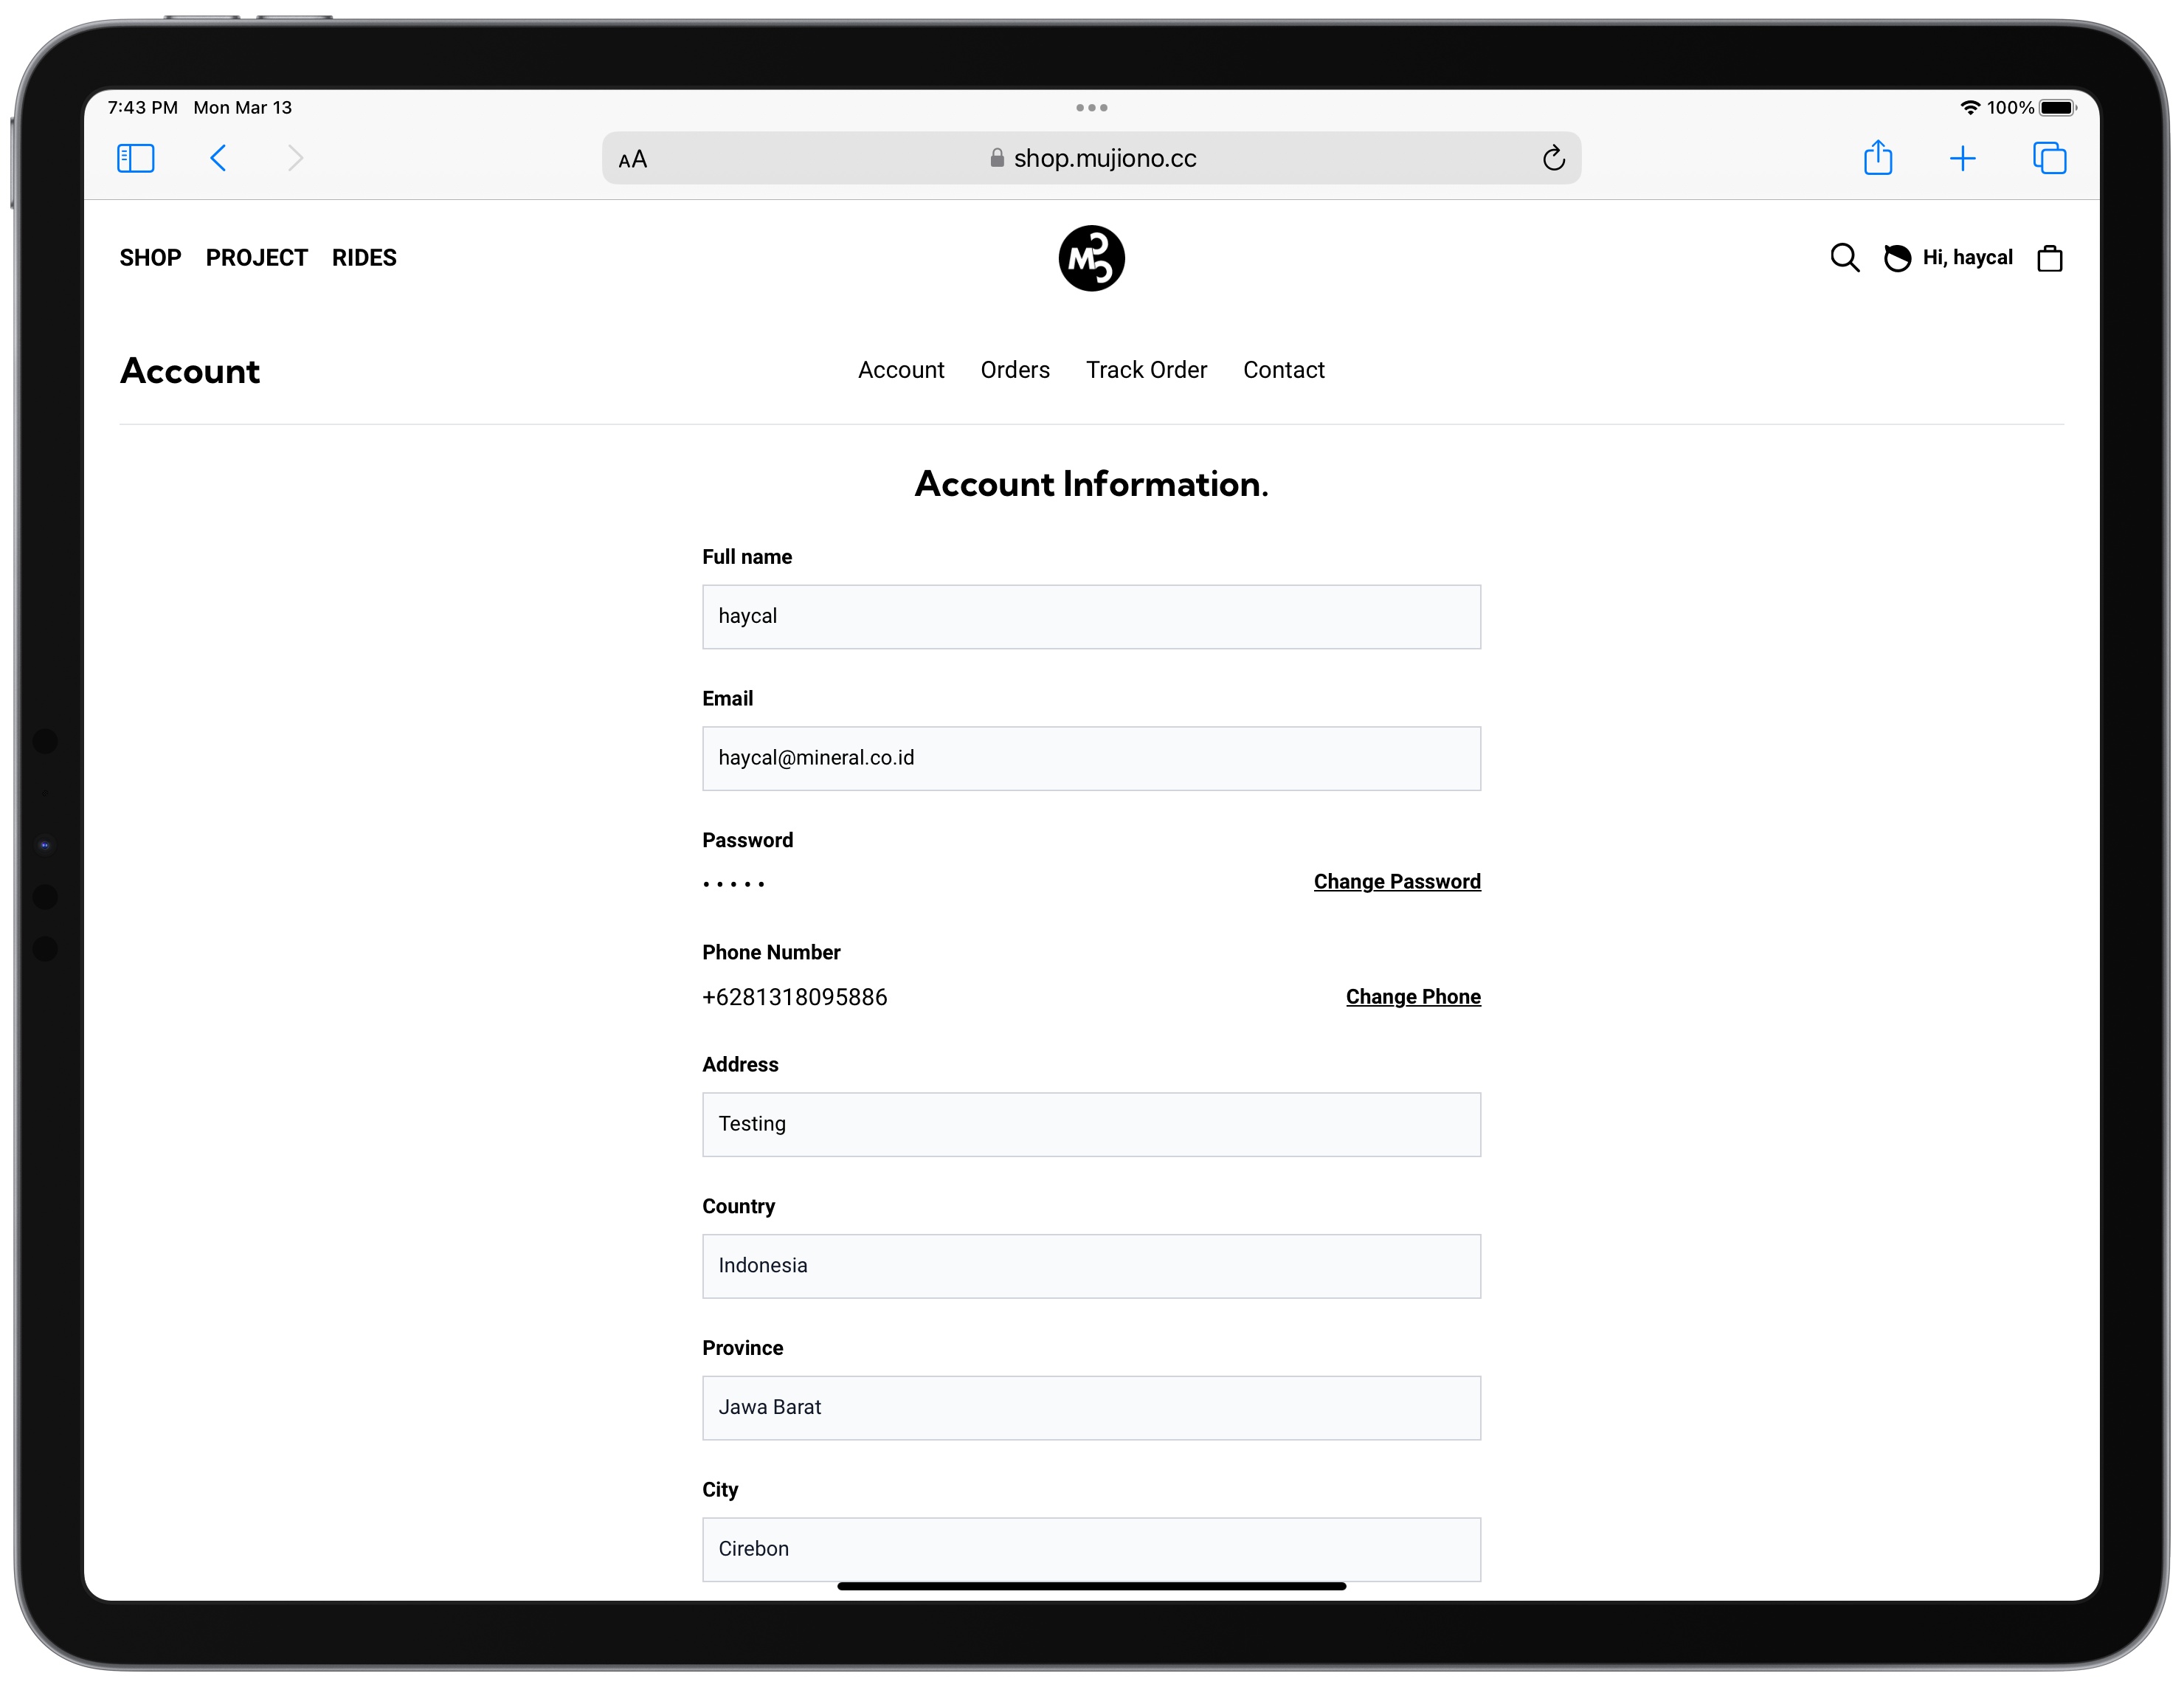 7:43 PM Mon Mar 13
100%
AA
shop.mujiono.cc
SHOP PROJECT RIDES
M
Hi, haycal
Account
Account Orders Track Order Contact
Account Information.
Full name
haycal
Email
haycal@mineral.co.id
Password
Change Password
Phone Number
+6281318095886
Change Phone
Address
Testing
Country
Indonesia
Province
Jawa Barat
City
Cirebon